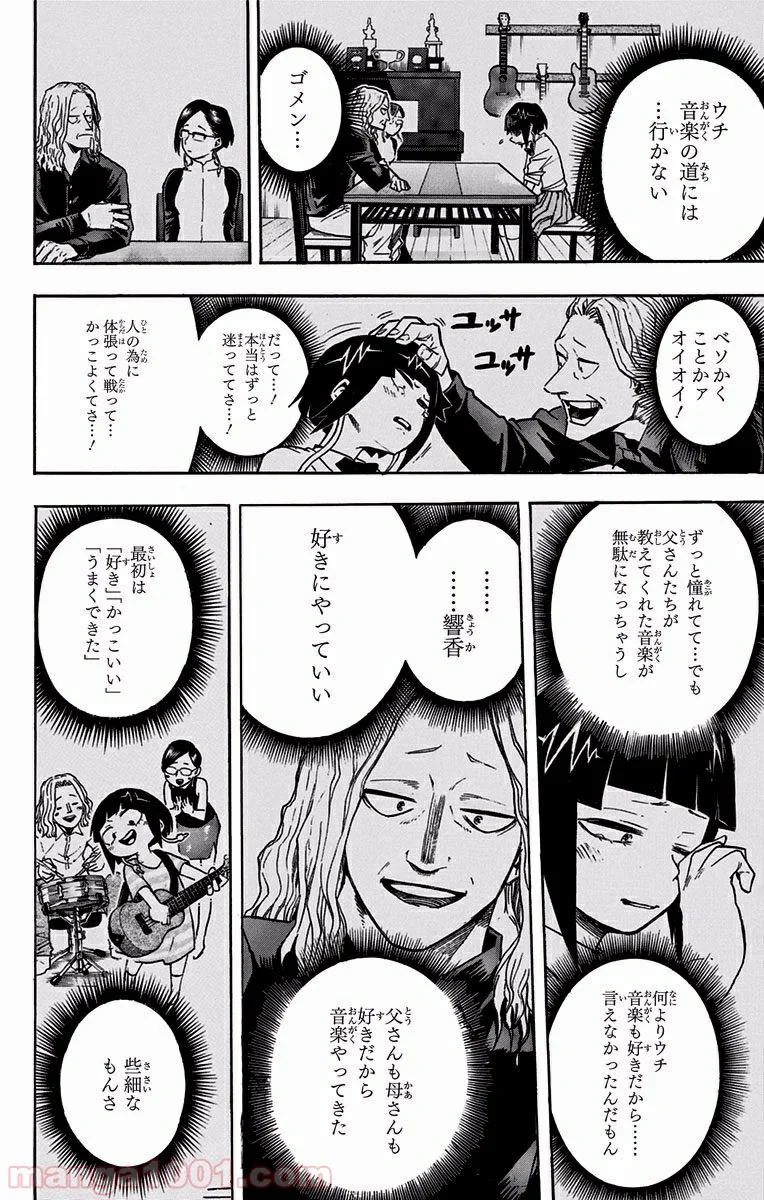 ウチ
音楽の道には
…行かない
ゴメン…
ベソかく
ことかァ
オイオイ！
ユッサ
ユッサ
だって…！
本当はずっと
迷っててさ…！
人の為に
体張って戦って…
かっこよくてさ…！
ずっと憧れてて…でも
父さんたちが
教えてくれた音楽が
無駄になっちゃうし
何よりウチ
音楽も好きだから……
言えなかったんだもん
………
………響香
好きにやっていい
父さんも母さんも
好きだから
音楽やってきた
最初は
「好き」「かっこいい」
「うまくできた」
些細な
もんさ
manga1001.com